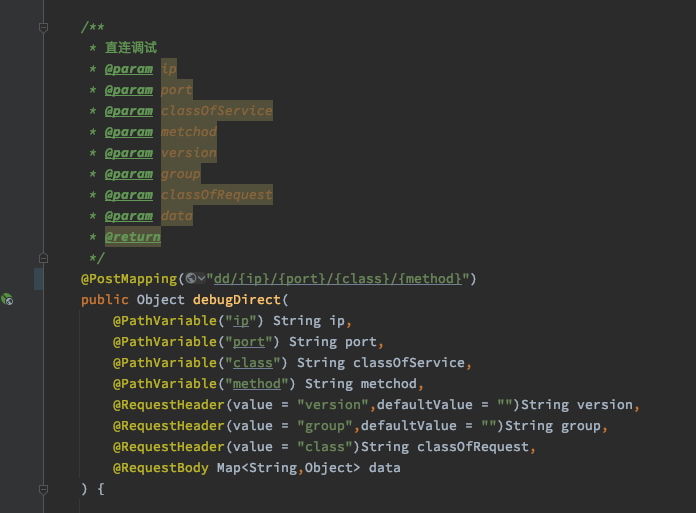 /**
* 直连调试
* @param ip
* @param port
* @param classOfService
* @param metchod
* @param version
* @param group
* @param classOfRequest
* @param data
* @return
*/
@PostMapping("dd/{ip}/{port}/{class}/{method}")
public Object debugDirect(
@PathVariable("ip") String ip,
@PathVariable("port") String port,
@PathVariable("class") String classOfService,
@PathVariable("method") String metchod,
@RequestHeader(value = "version",defaultValue = "")String version,
@RequestHeader(value = "group",defaultValue = "")String group,
@RequestHeader(value = "class")String classOfRequest,
@RequestBody Map<String,Object> data
) {